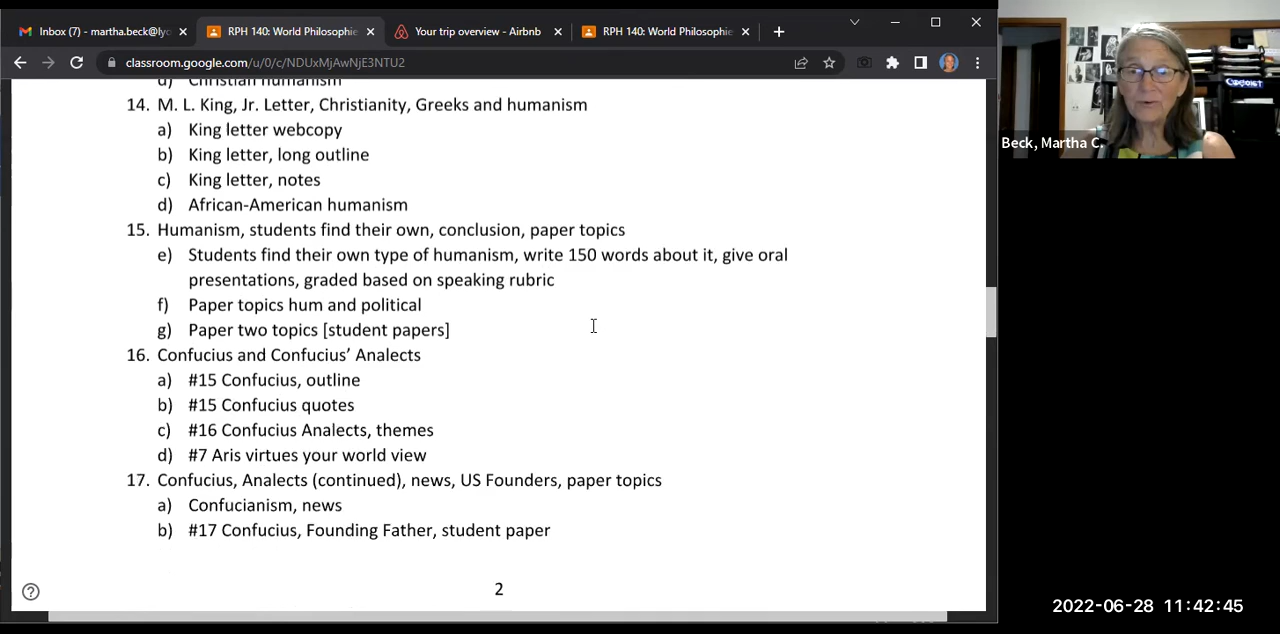 Inbox (7) - martha.beck@lyo
RPH 140: World Philosophie
Your trip overview - Airbnb
RPH 140: World Philosophie
classroom.google.com/u/0/c/NDUxMjAwNjE3NTU2
d) Christian humanism
14. M. L. King, Jr. Letter, Christianity, Greeks and humanism
a) King letter webcopy
b) King letter, long outline
c) King letter, notes
d) African-American humanism
15. Humanism, students find their own, conclusion, paper topics
e) Students find their own type of humanism, write 150 words about it, give oral
presentations, graded based on speaking rubric
f) Paper topics hum and political
g) Paper two topics [student papers]
16. Confucius and Confucius’ Analects
a) #15 Confucius, outline
b) #15 Confucius quotes
c) #16 Confucius Analects, themes
d) #7 Aris virtues your world view
17. Confucius, Analects (continued), news, US Founders, paper topics
a) Confucianism, news
b) #17 Confucius, Founding Father, student paper
2
COEXIST
Beck, Martha C.
2022-06-28 11:42:45